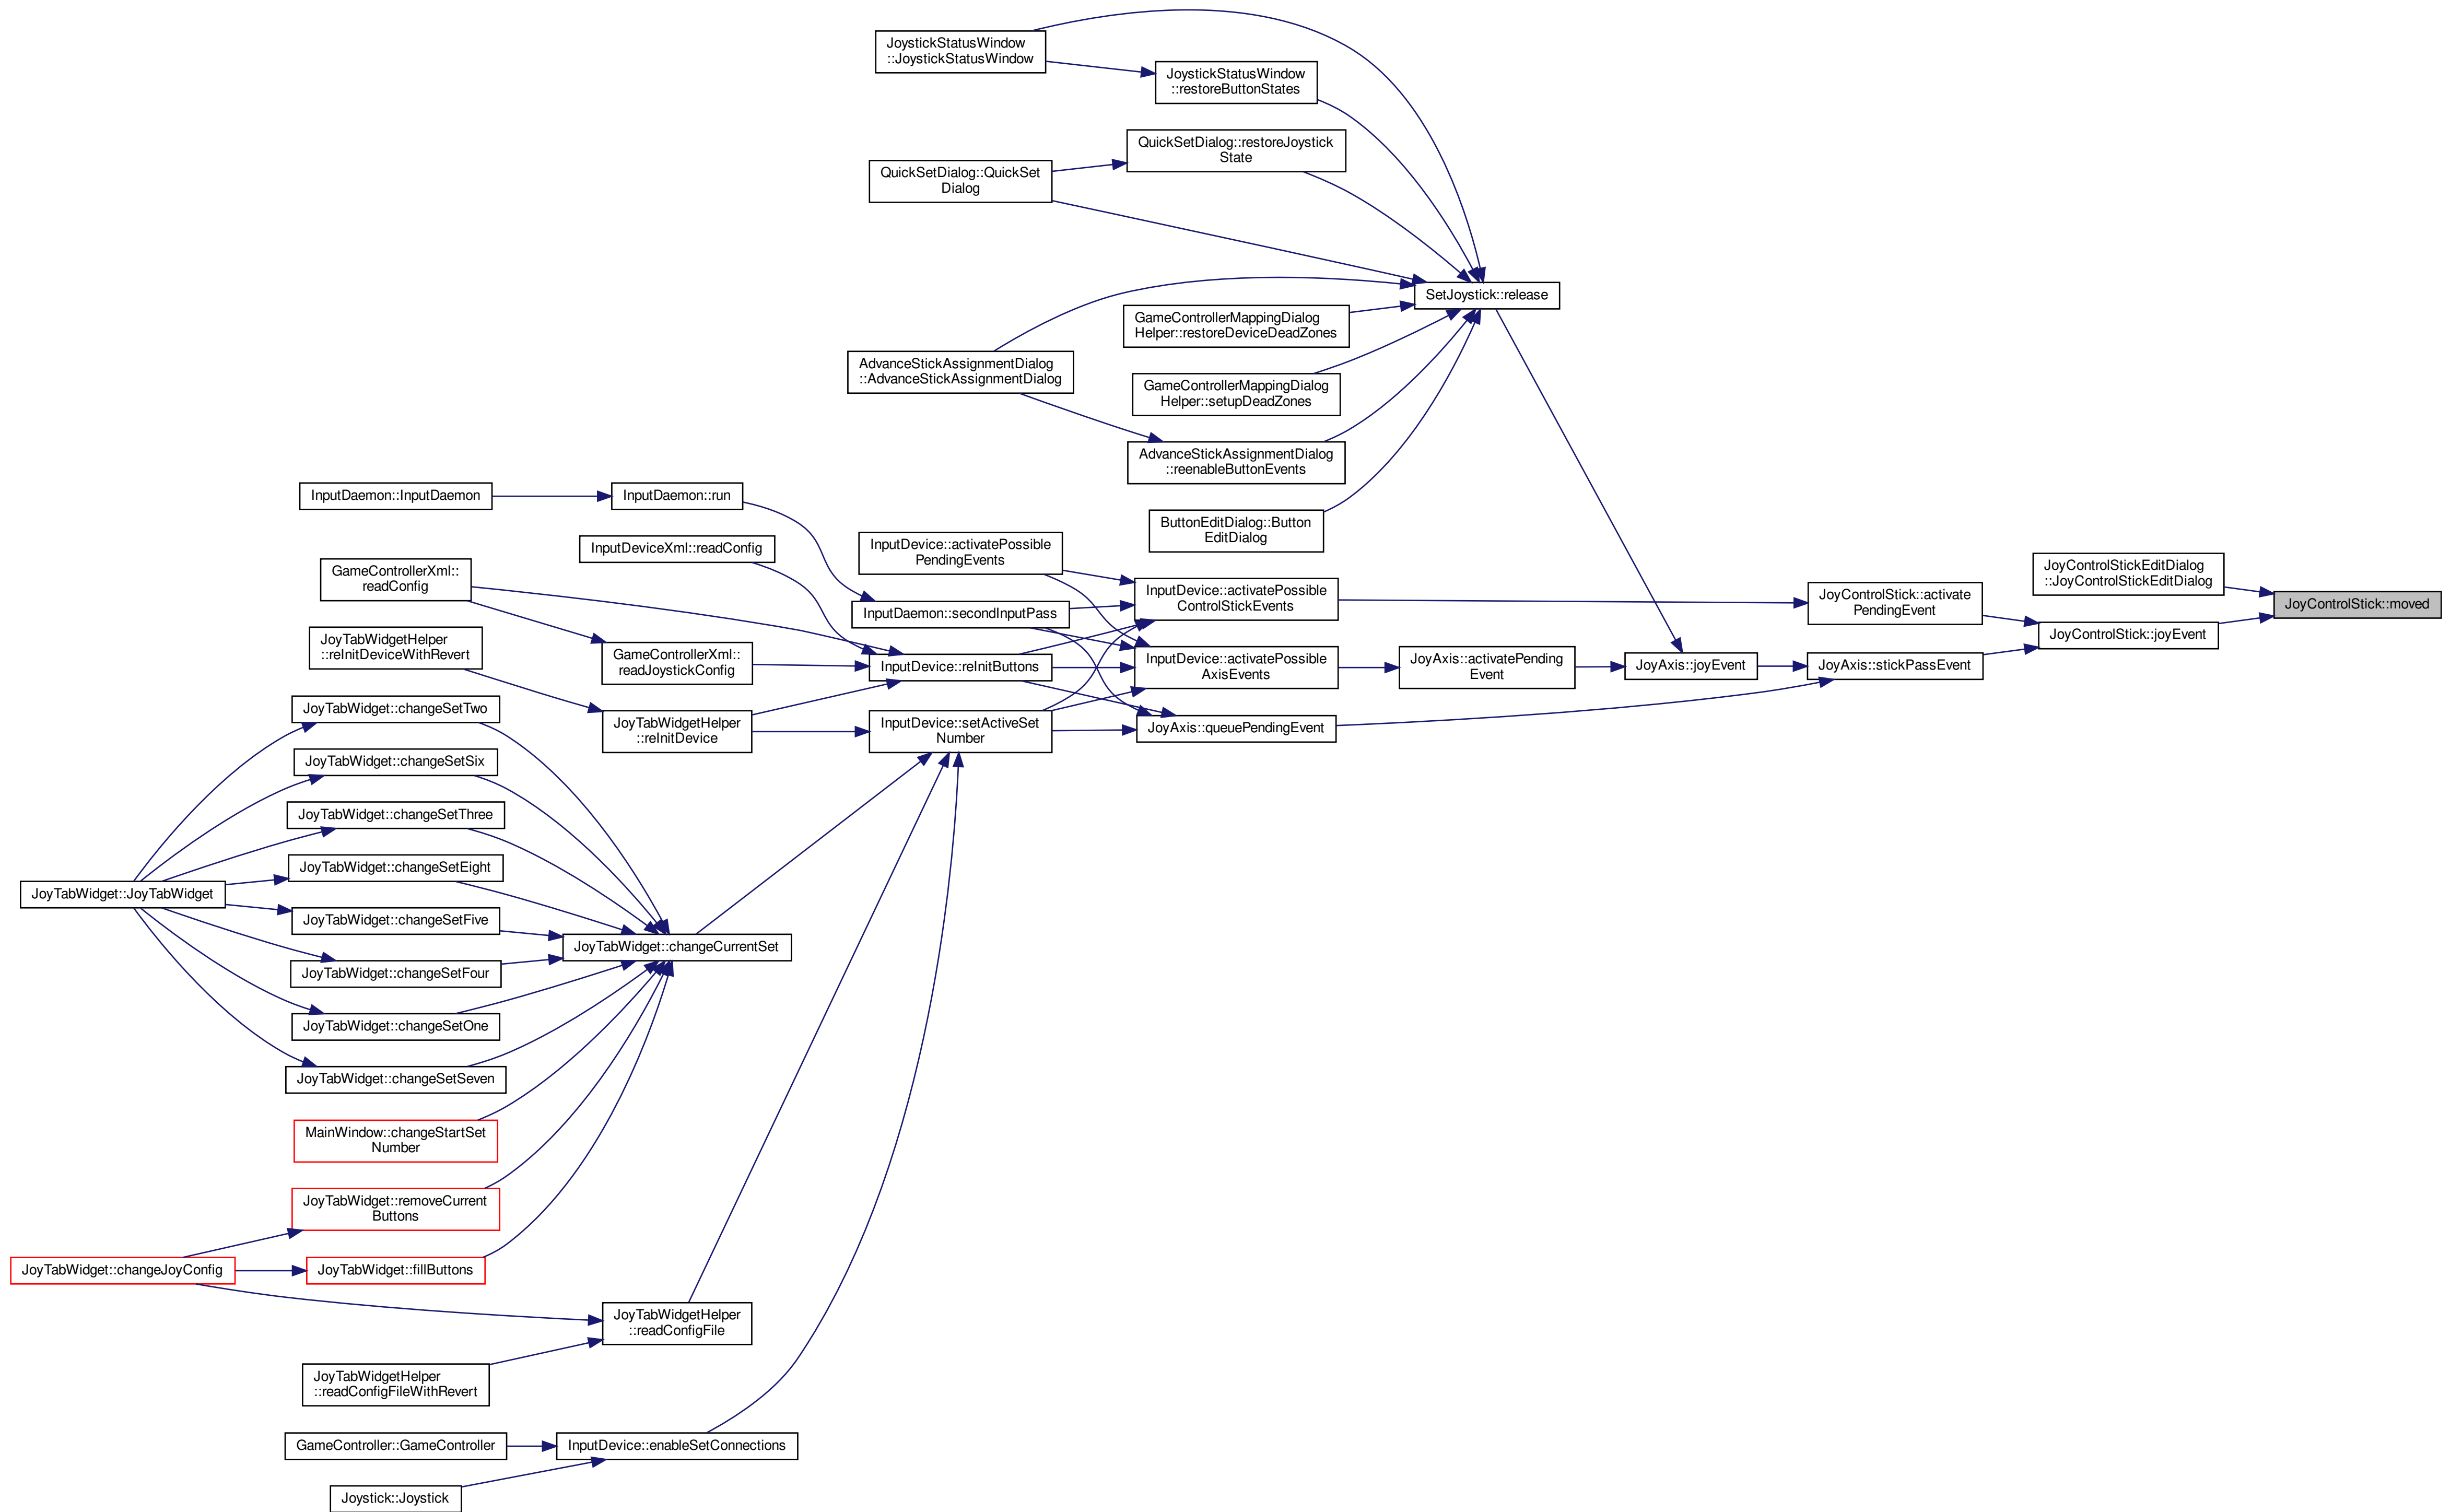 JoystickStatusWindow
::JoystickStatusWindow
JoystickStatusWindow
::restoreButtonStates
QuickSetDialog::restoreJoystick
State
QuickSetDialog::QuickSet
Dialog
SetJoystick::release
GameControllerMappingDialog
Helper::restoreDeviceDeadZones
AdvanceStickAssignmentDialog
::AdvanceStickAssignmentDialog
GameControllerMappingDialog
Helper::setupDeadZones
AdvanceStickAssignmentDialog
::reenableButtonEvents
InputDaemon::InputDaemon
InputDaemon::run
ButtonEditDialog::Button
EditDialog
InputDeviceXml::readConfig
InputDevice::activatePossible
PendingEvents
GameControllerXml::
readConfig
JoyControlStickEditDialog
::JoyControlStickEditDialog
InputDevice::activatePossible
ControlStickEvents
JoyControlStick::activate
PendingEvent
JoyControlStick::moved
InputDaemon::secondInputPass
JoyControlStick::joyEvent
JoyTabWidgetHelper
::reInitDeviceWithRevert
GameControllerXml::
readJoystickConfig
InputDevice::reInitButtons
InputDevice::activatePossible
AxisEvents
JoyAxis::activatePending
Event
JoyAxis::joyEvent
JoyAxis::stickPassEvent
JoyTabWidget::changeSetTwo
JoyTabWidgetHelper
::reInitDevice
InputDevice::setActiveSet
Number
JoyAxis::queuePendingEvent
JoyTabWidget::changeSetSix
JoyTabWidget::changeSetThree
JoyTabWidget::changeSetEight
JoyTabWidget::JoyTabWidget
JoyTabWidget::changeSetFive
JoyTabWidget::changeCurrentSet
JoyTabWidget::changeSetFour
JoyTabWidget::changeSetOne
JoyTabWidget::changeSetSeven
MainWindow::changeStartSet
Number
JoyTabWidget::removeCurrent
Buttons
JoyTabWidget::changeJoyConfig
JoyTabWidget::fillButtons
JoyTabWidgetHelper
::readConfigFile
JoyTabWidgetHelper
::readConfigFileWithRevert
GameController::GameController
InputDevice::enableSetConnections
Joystick::Joystick